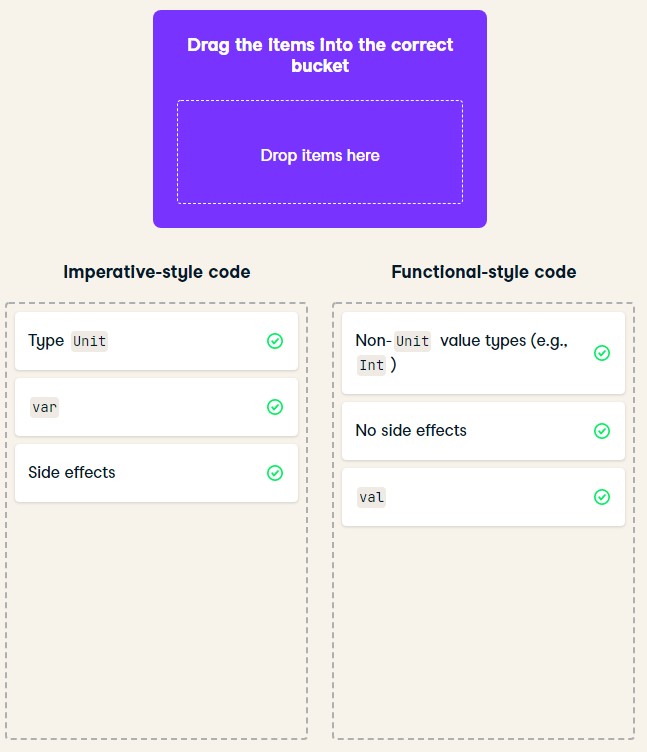 Drag the items into the correct
bucket
Drop items here
Imperative-style code
Type Unit
var
Side effects
Functional-style code
Non-Unit value types (e.g.,
Int)
No side effects
val